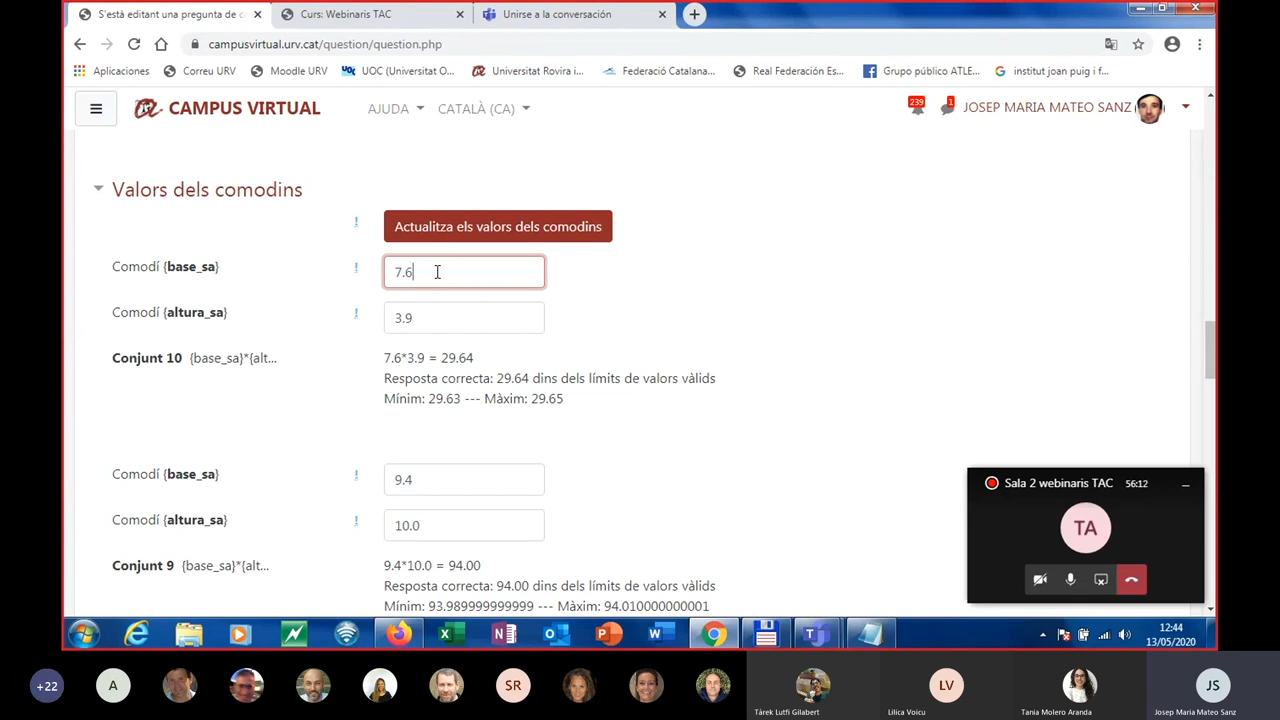 S'està editant una pregunta de c
Curs: Webinaris TAC
Unirse a la conversación
campusvirtual.urv.cat/question/question.php
Aplicaciones
Correu URV
Moodle URV
UOC (Universitat O...
Universitat Rovira i...
Federació Catalana...
Real Federación Es...
Grupo público ATLE...
institut joan puig i f...
CAMPUS VIRTUAL
AJUDA
CATALÀ (CA)
239
1
JOSEP MARIA MATEO SANZ
Valors dels comodins
Actualitza els valors dels comodins
Comodí {base_sa}
7.6
Comodí {altura_sa}
3.9
Conjunt 10 {base_sa}*{alt...
7.6*3.9 = 29.64
Resposta correcta: 29.64 dins dels límits de valors vàlids
Mínim: 29.63 --- Màxim: 29.65
Comodí {base_sa}
9.4
Comodí {altura_sa}
10.0
Conjunt 9 {base_sa}*{alt...
9.4*10.0 = 94.00
Resposta correcta: 94.00 dins dels límits de valors vàlids
Mínim: 93.989999999999 --- Màxim: 94.010000000001
Sala 2 webinaris TAC
56:12
TA
12:44
13/05/2020
+22
A
SR
Tárek Lutfi Gilabert
LV
Lilica Voicu
Tania Molero Aranda
JS
Josep Maria Mateo Sanz